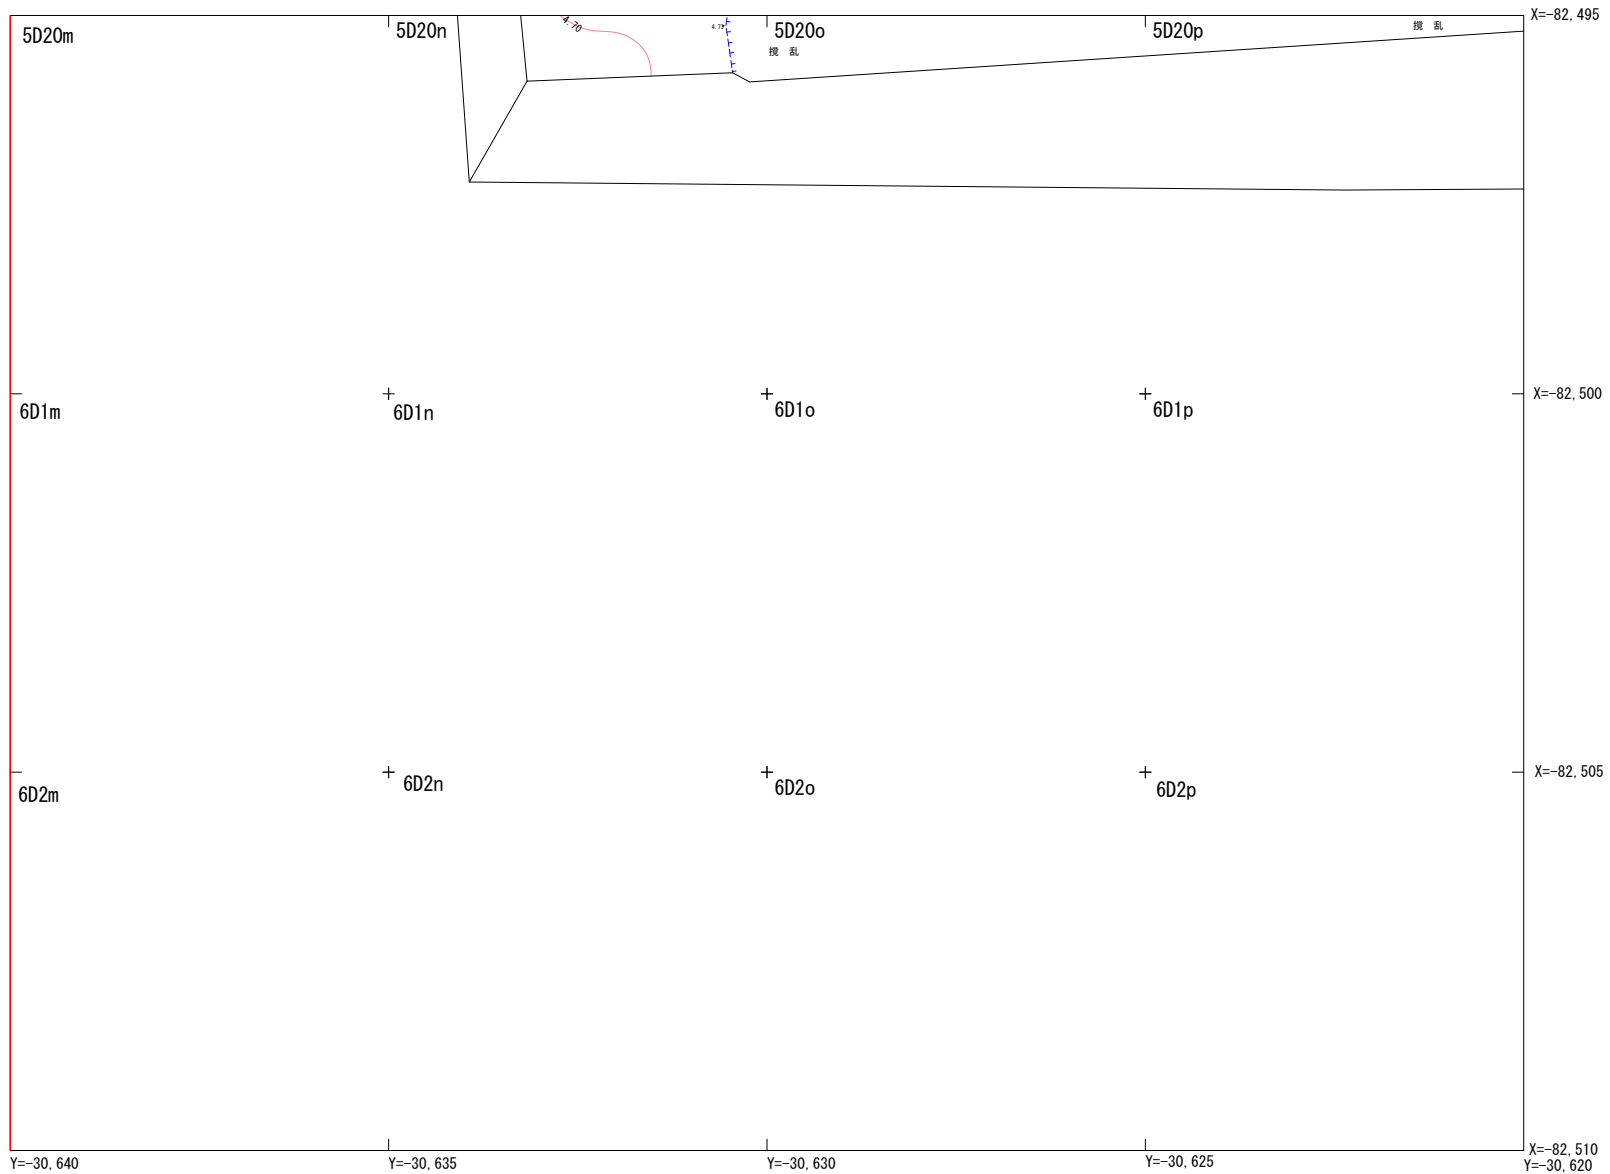 X=-82,495
5D20m
5D20n
4.70
5D20o
攪 乱
5D20p
攪 乱
6D1m
6D1n
6D1o
6D1p
X=-82,500
6D2m
6D2n
6D2o
6D2p
X=-82,505
X=-82,510
Y=-30,640
Y=-30,635
Y=-30,630
Y=-30,625
Y=-30,620